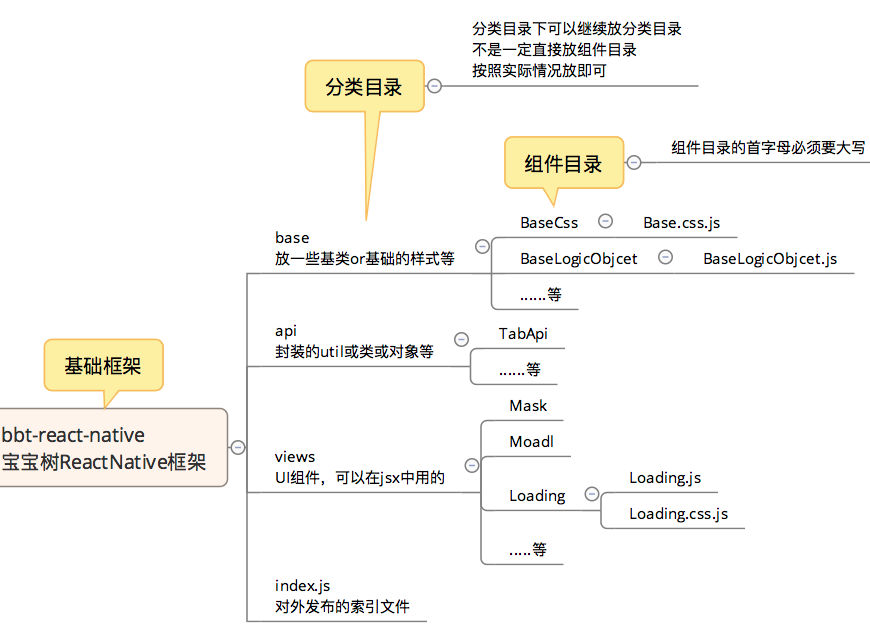 分类目录下可以继续放分类目录
不是一定直接放组件目录
按照实际情况放即可
分类目录
组件目录的首字母必须要大写
组件目录
BaseCss
Base.css.js
base
放一些基类or基础的样式等
BaseLogicObjcet
BaseLogicObjcet.js
......等
api
封装的util或类或对象等
TabApi
......等
基础框架
bbt-react-native
宝宝树ReactNative框架
views
UI组件，可以在jsx中用的
Mask
Moadl
Loading
Loading.js
Loading.css.js
.....等
index.js
对外发布的索引文件